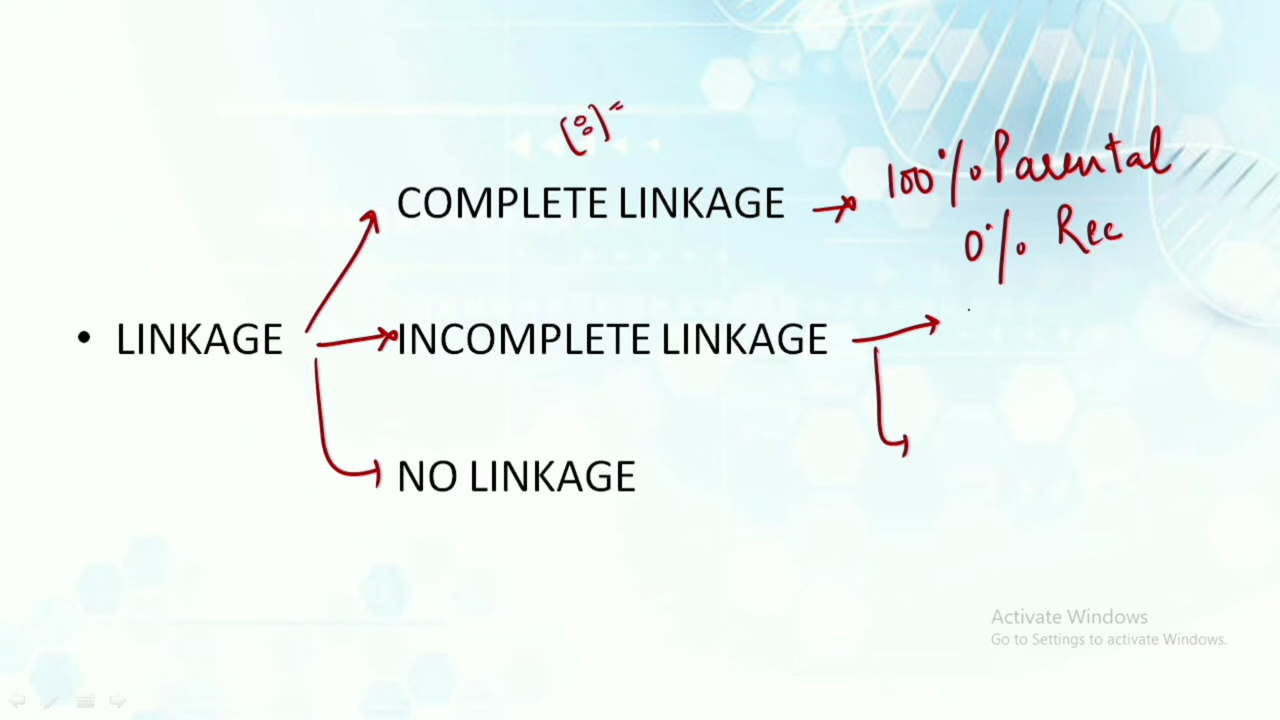 COMPLETE LINKAGE
100% Parental
0% Rec
• LINKAGE
INCOMPLETE LINKAGE
NO LINKAGE
Activate Windows
Go to Settings to activate Windows.